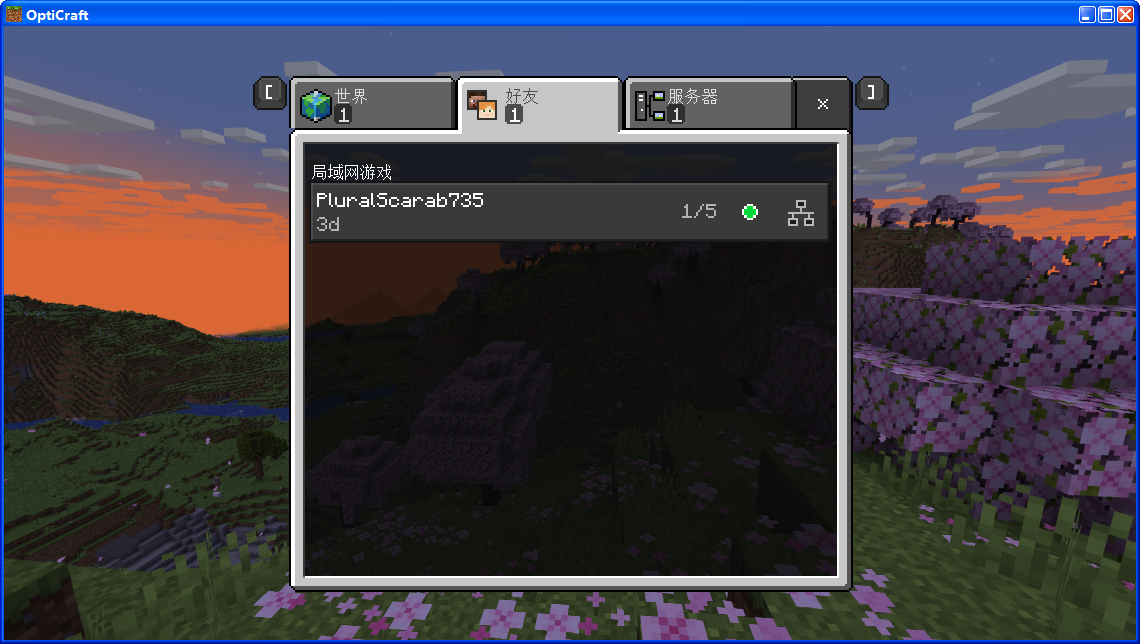 OptiCraft
[
世界
1
好友
1
服务器
1
×
]
局域网游戏
PluralScarab735
3d
1/5